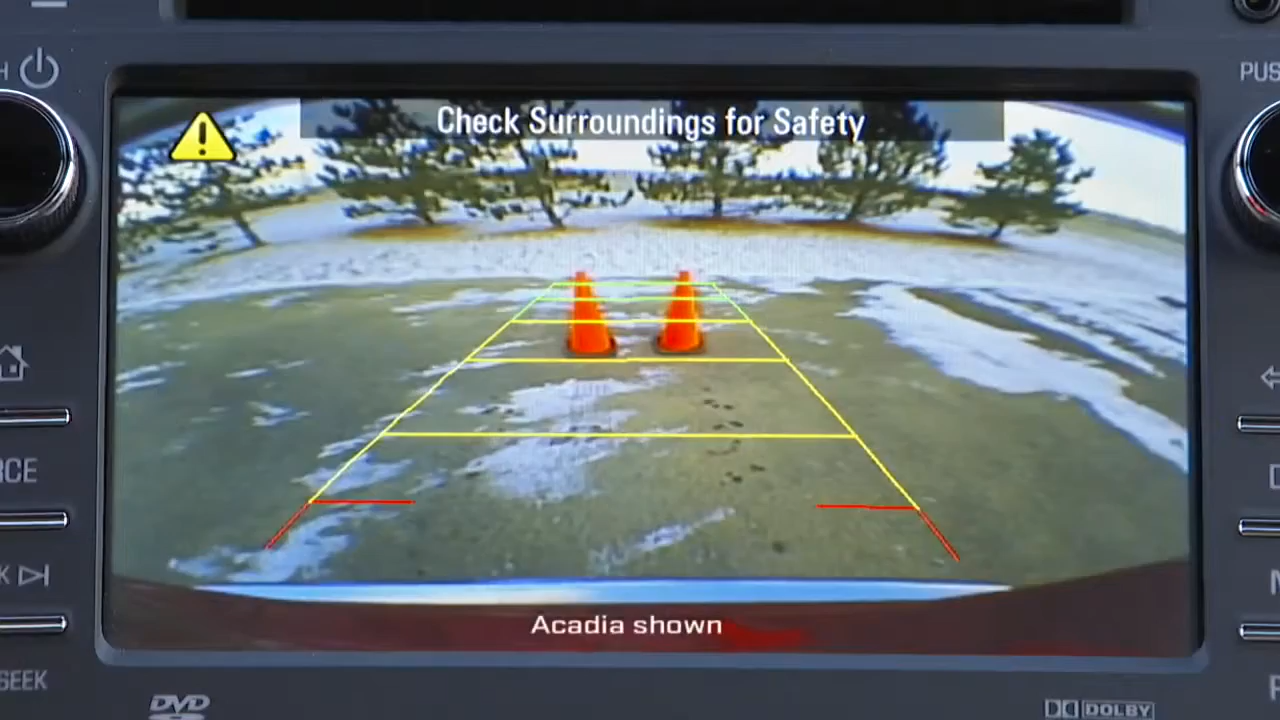 Check Surroundings for Safety
PUS
RCE
K
SEEK
Acadia shown
DVD
DOLBY